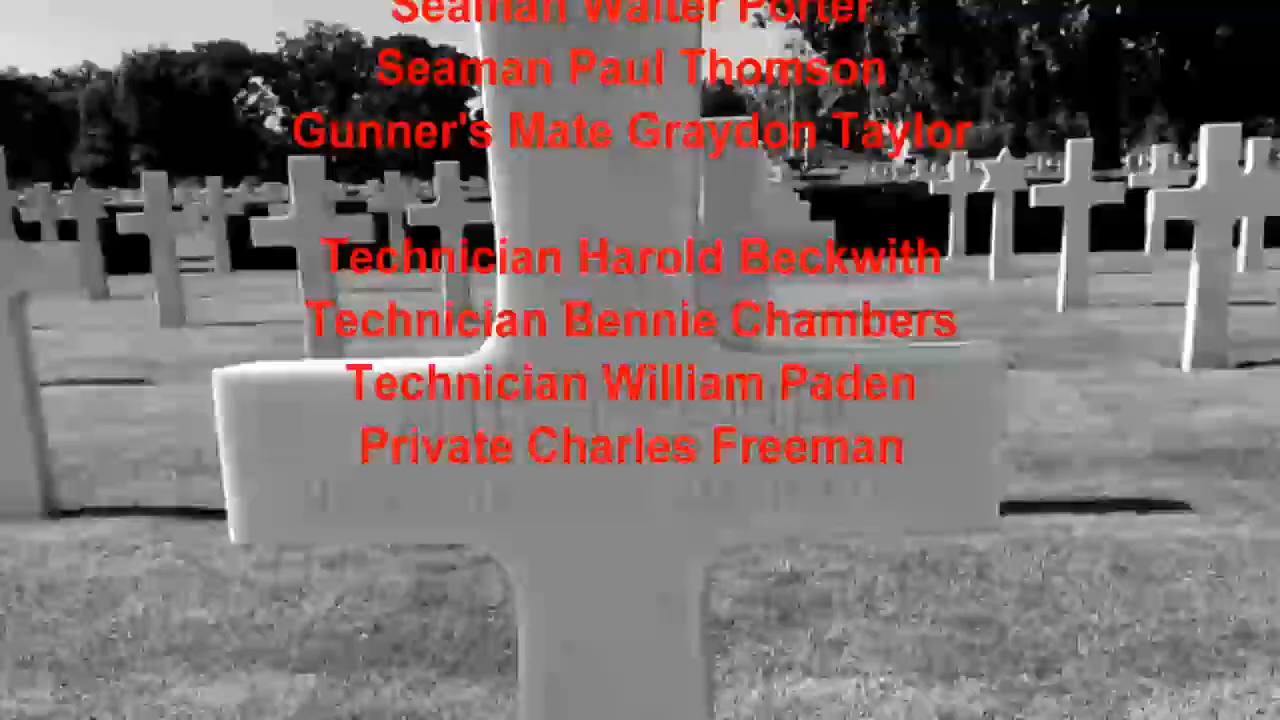 Seaman Walter Porter
Seaman Paul Thomson
Gunner's Mate Graydon Taylor
Technician Harold Beckwith
Technician Bennie Chambers
Technician William Paden
Private Charles Freeman